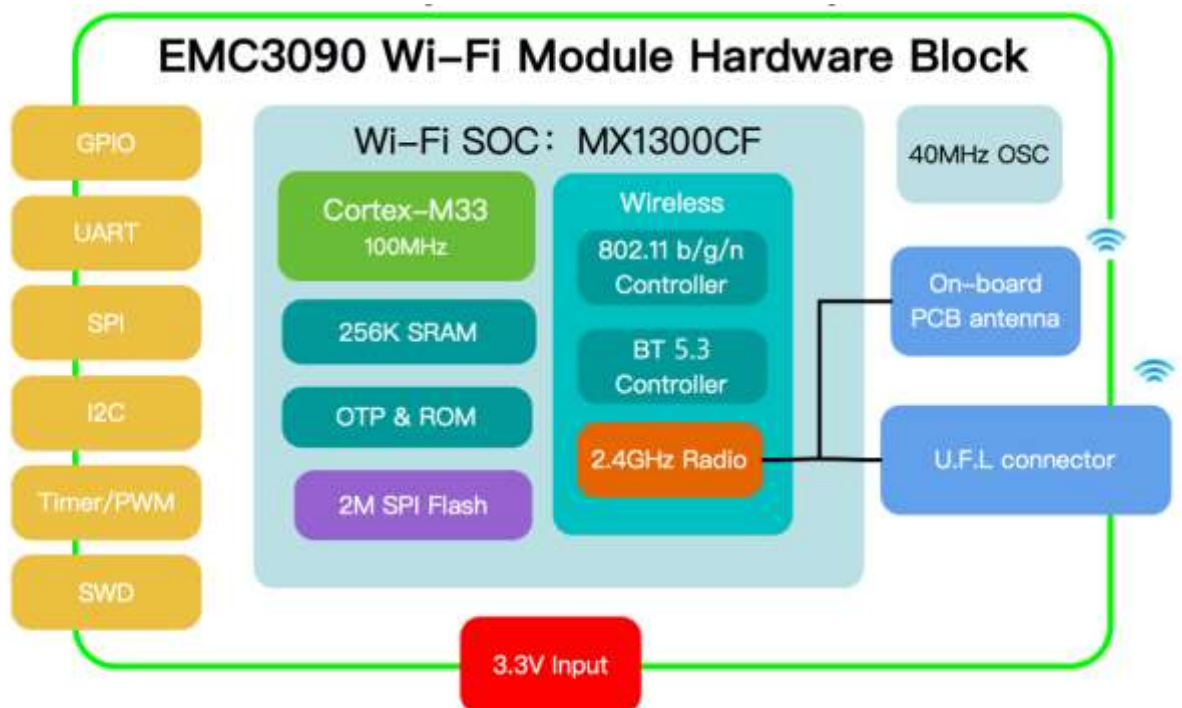 EMC3090 Wi-Fi Module Hardware Block
GPIO
UART
SPI
I2C
Timer/PWM
SWD
Wi-Fi SOC: MX1300CF
Cortex-M33
100MHz
256K SRAM
OTP & ROM
2M SPI Flash
Wireless
802.11 b/g/n
Controller
BT 5.3
Controller
2.4GHz Radio
40MHz OSC
On-board
PCB antenna
U.F.L connector
3.3V Input